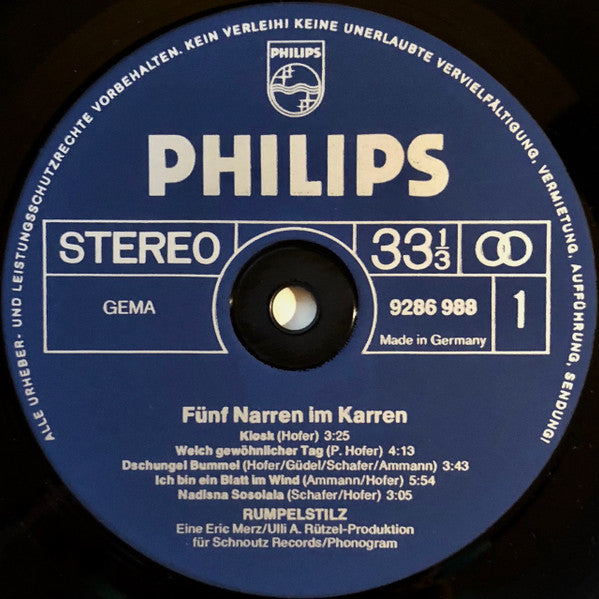 ALLE URHEBER- UND LEISTUNGSSCHUTZRECHTE VORBEHALTEN. KEIN VERLEIH! KEINE UNERLAUBTE VERVIELFÄLTIGUNG, VERMIETUNG, AUFFÜHRUNG, SENDUNG!
PHILIPS
PHILIPS
STEREO
33 1/3
GEMA
9286 988
1
Made in Germany
Fünf Narren im Karren
Kiosk (Hofer) 3:25
Welch gewöhnlicher Tag (P. Hofer) 4:13
Dschungel Bummel (Hofer/Güdel/Schafer/Ammann) 3:43
Ich bin ein Blatt im Wind (Ammann/Hofer) 5:54
Nadisna Sosolala (Schafer/Hofer) 3:05
RUMPELSTILZ
Eine Eric Merz/Ulli A. Rützel-Produktion
für Schnoutz Records/Phonogram